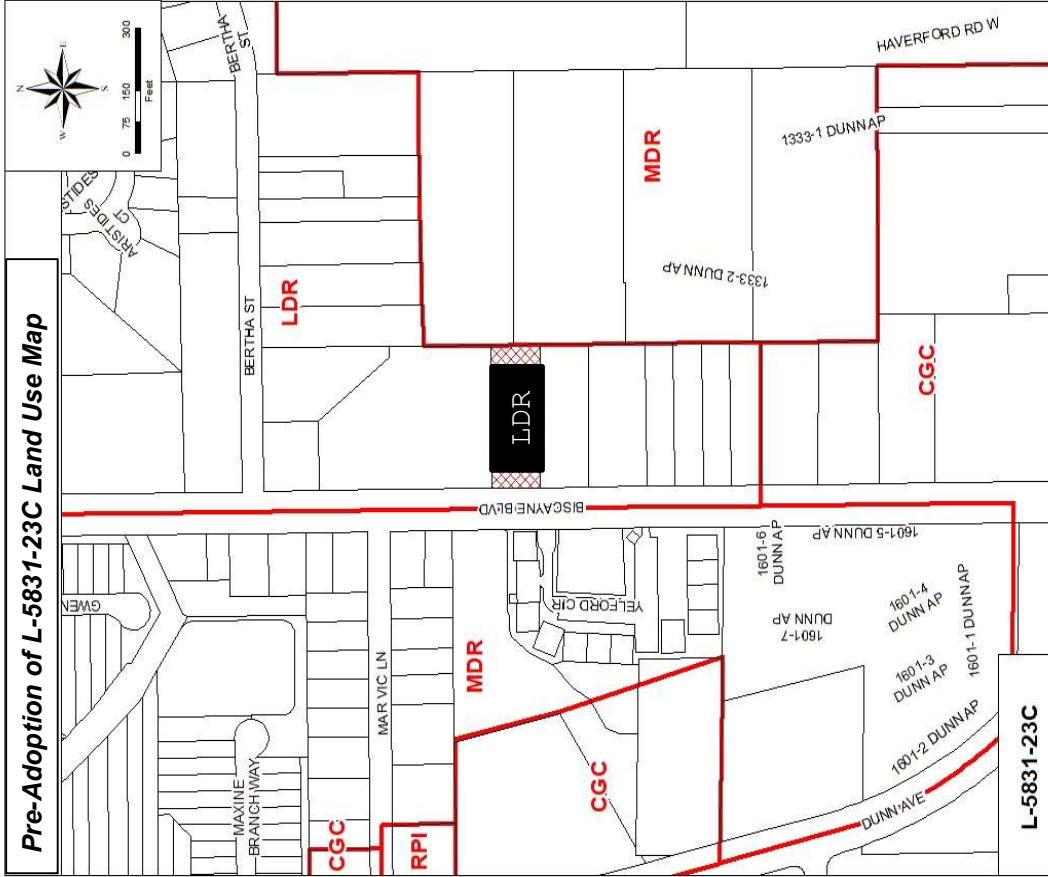 Pre-Adoption of L-5831-23C Land Use Map
N
W
E
S
0
75
150
300
Feet
BERTHA
ST
STIDES
ARISTIDES
CT
BERTHA ST
LDR
HAVERFORD RD W
MDR
1333-1 DUNN AP
1333-2 DUNN AP
LDR
BISCAYNE BLVD
CGC
GWEN
MAXINE
BRANCH WAY
MARVIC LN
CGC
RPI
MDR
YELFORD CIR
CGC
1601-6
DUNN AP
1601-5 DUNN AP
1601-7
DUNN AP
1601-4
DUNN AP
1601-3
DUNN AP
1601-1 DUNN AP
1601-2 DUNN AP
DUNN AVE
L-5831-23C